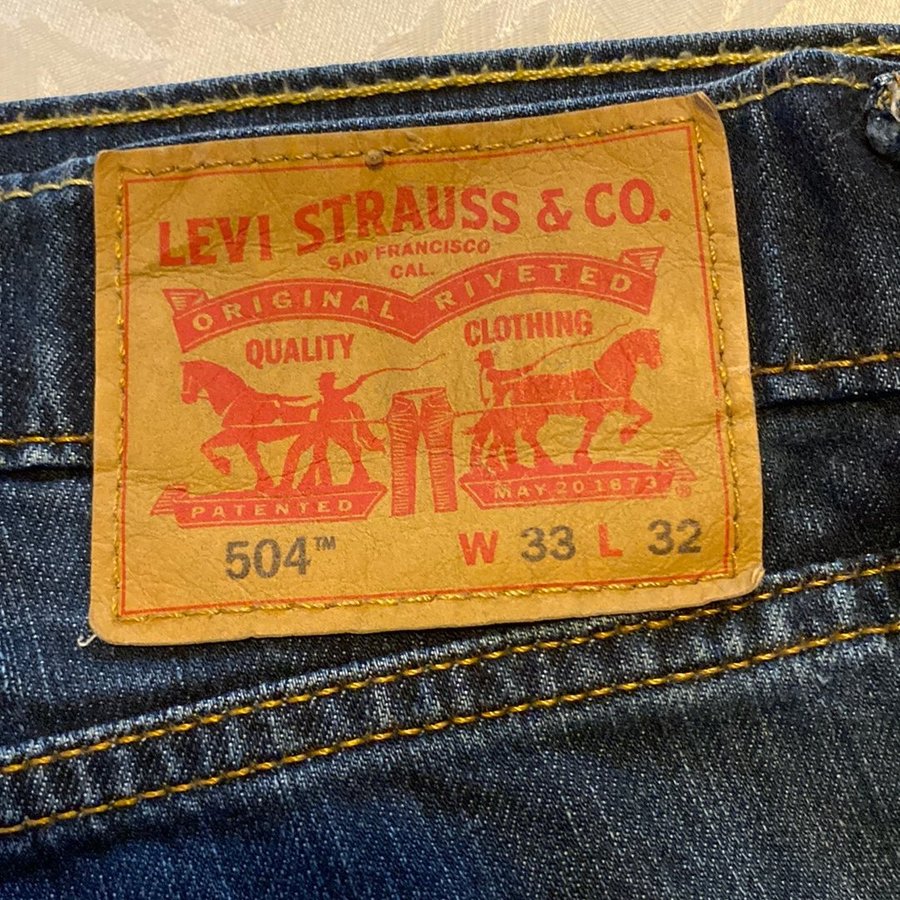 LEVI STRAUSS & CO.
SAN FRANCISCO
CAL.
ORIGINAL RIVETED
QUALITY CLOTHING
PATENTED MAY 20 1873 ®
504™ W 33 L 32